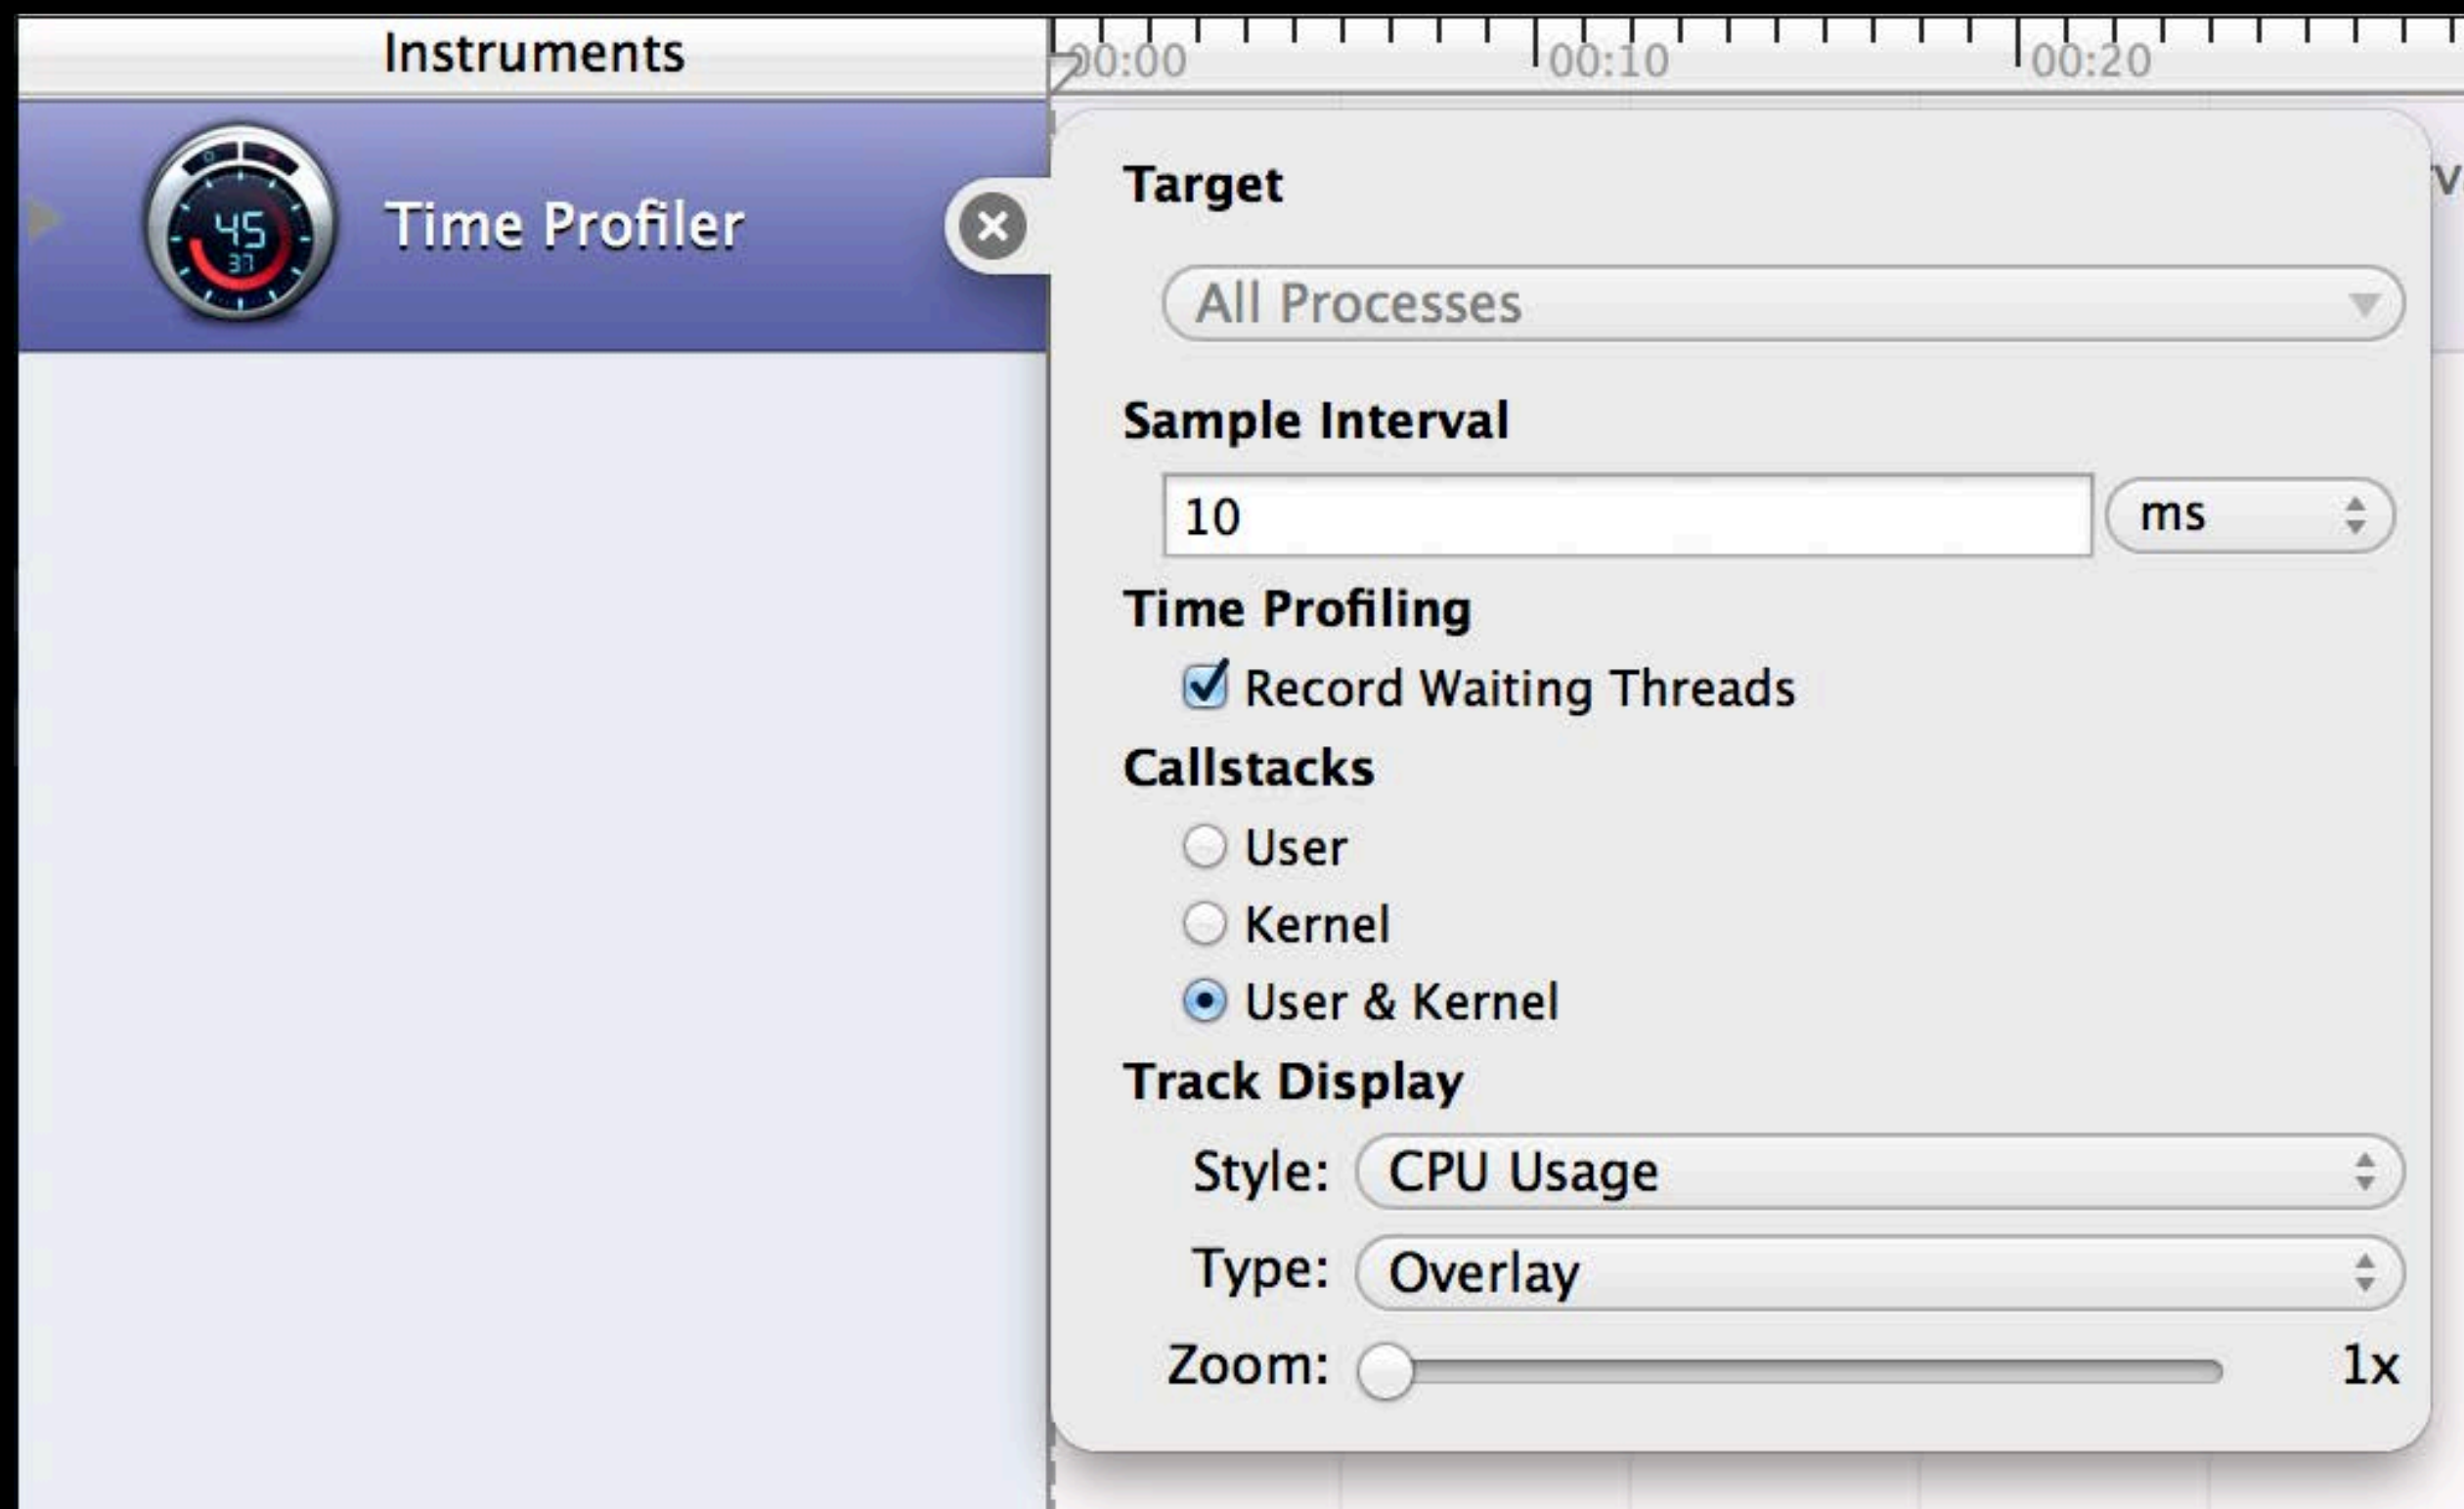 Instruments
00:00 00:10 00:20
45
37
Time Profiler
Target
All Processes
Sample Interval
10 ms
Time Profiling
Record Waiting Threads
Callstacks
User
Kernel
User & Kernel
Track Display
Style: CPU Usage
Type: Overlay
Zoom: 1x